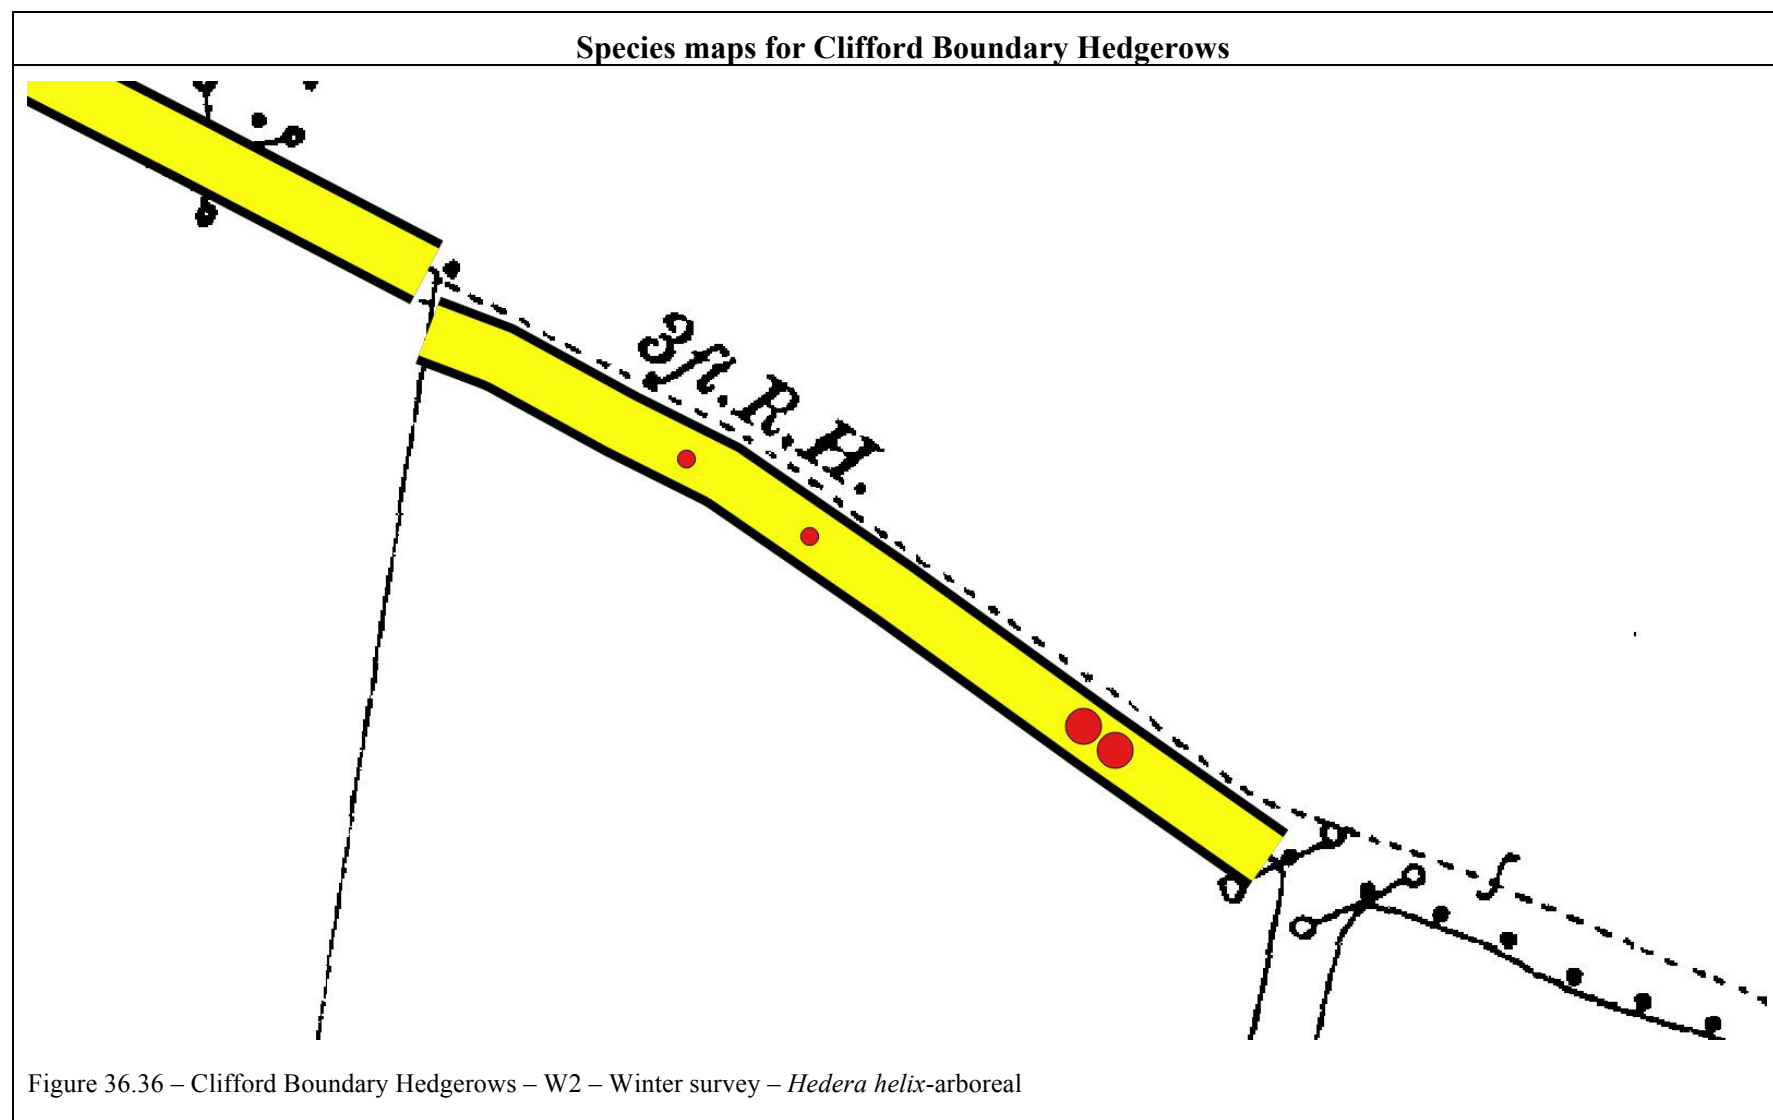 Species maps for Clifford Boundary Hedgerows
3ft.R.H.
Figure 36.36 – Clifford Boundary Hedgerows – W2 – Winter survey – Hedera helix-arboreal